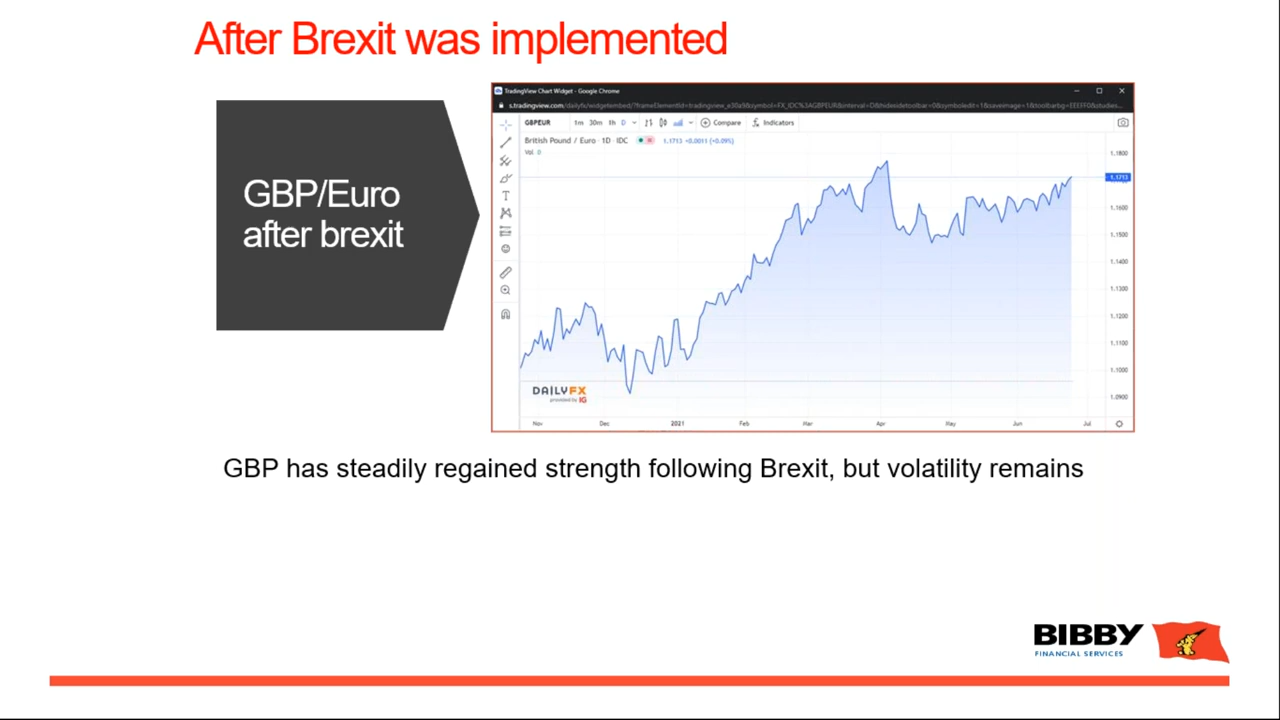 After Brexit was implemented
GBP/Euro
after brexit
TradingView Chart Widget - Google Chrome
GBPEUR 1m 30m 1h D Compare Indicators
British Pound / Euro · 1D · IDC 1.1713 +0.0011 (+0.09%)
Vol 0
1.1800
1.1713
1.1600
1.1500
1.1400
1.1300
1.1200
1.1100
1.1000
1.0900
DAILYFX
provided by IG
Nov Dec 2021 Feb Mar Apr May Jun Jul
GBP has steadily regained strength following Brexit, but volatility remains
BIBBY
FINANCIAL SERVICES